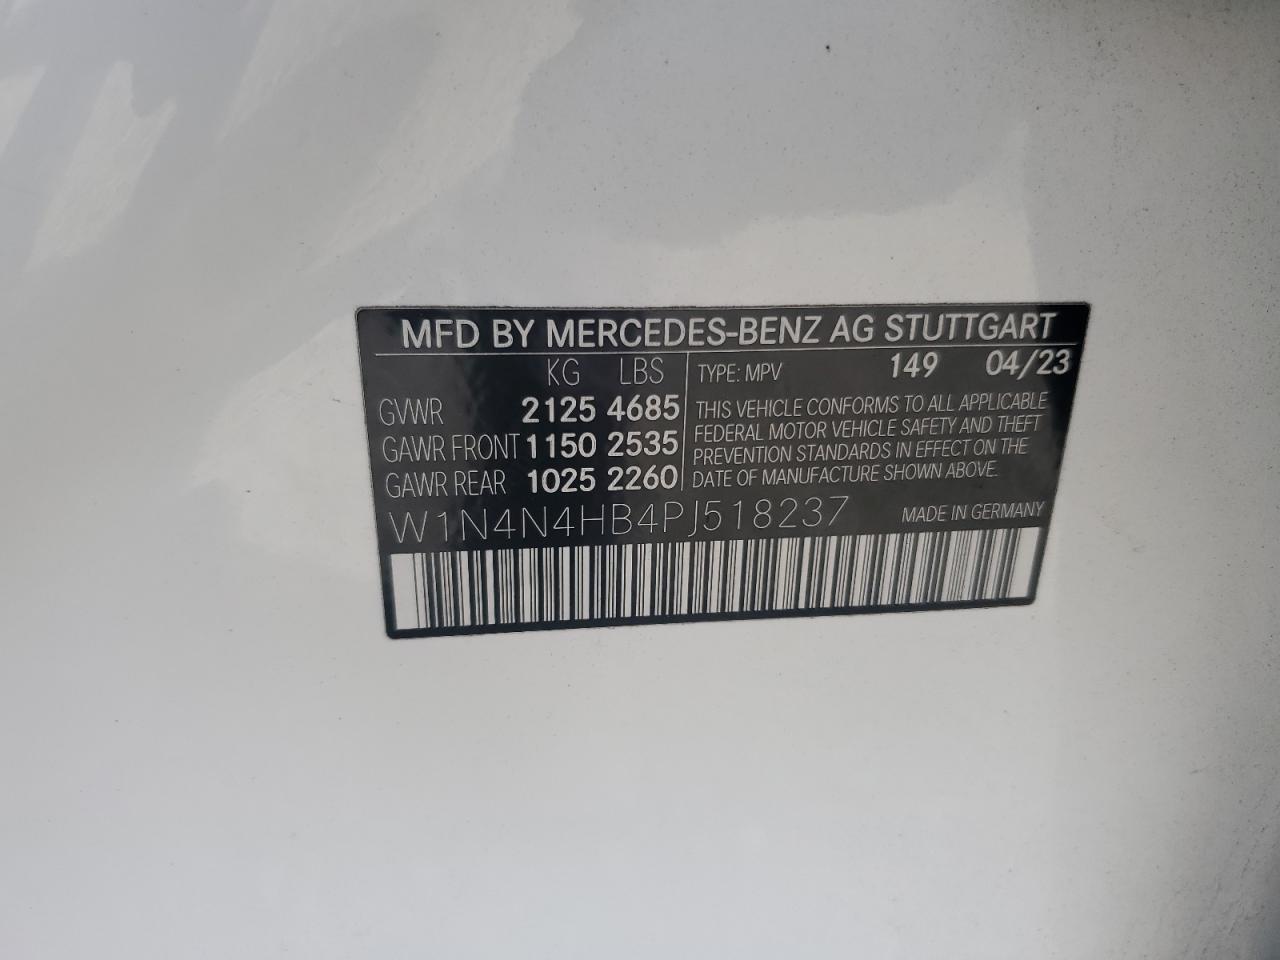 MFD BY MERCEDES-BENZ AG STUTTGART
KG LBS
GVWR 2125 4685
GAWR FRONT 1150 2535
GAWR REAR 1025 2260
TYPE: MPV 149 04/23
THIS VEHICLE CONFORMS TO ALL APPLICABLE
FEDERAL MOTOR VEHICLE SAFETY AND THEFT
PREVENTION STANDARDS IN EFFECT ON THE
DATE OF MANUFACTURE SHOWN ABOVE.
W1N4N4HB4PJ518237 MADE IN GERMANY